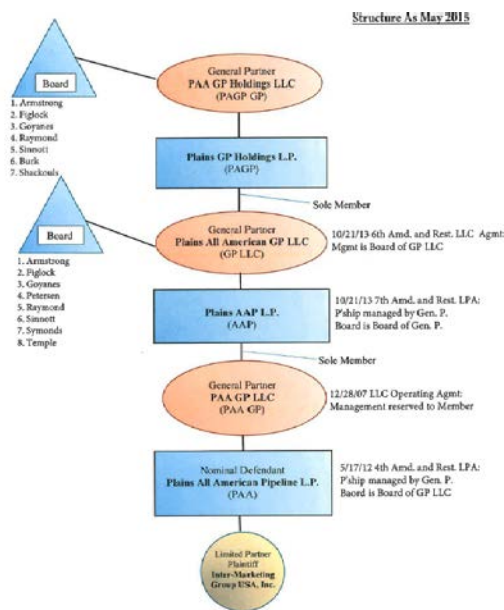 Structure As May 2015
General Partner
PAA GP Holdings LLC
(PAGP GP)
Board
1. Armstrong
2. Figlock
3. Goyanes
4. Raymond
5. Sinnott
6. Burk
7. Shackouls
Plains GP Holdings L.P.
(PAGP)
Sole Member
General Partner
Plains All American GP LLC
(GP LLC)
10/21/13 6th Amd. and Rest. LLC Agmt:
Mgmt is Board of GP LLC
Board
1. Armstrong
2. Figlock
3. Goyanes
4. Petersen
5. Raymond
6. Sinnott
7. Symonds
8. Temple
Plains AAP L.P.
(AAP)
10/21/13 7th Amd. and Rest. LPA:
P'ship managed by Gen. P.
Board is Board of Gen. P.
Sole Member
General Partner
PAA GP LLC
(PAA GP)
12/28/07 LLC Operating Agmt:
Management reserved to Member
Nominal Defendant
Plains All American Pipeline L.P.
(PAA)
5/17/12 4th Amd. and Rest. LPA:
P'ship managed by Gen. P.
Baord is Board of GP LLC
Limited Partner
Plaintiff
Inter-Marketing
Group USA, Inc.